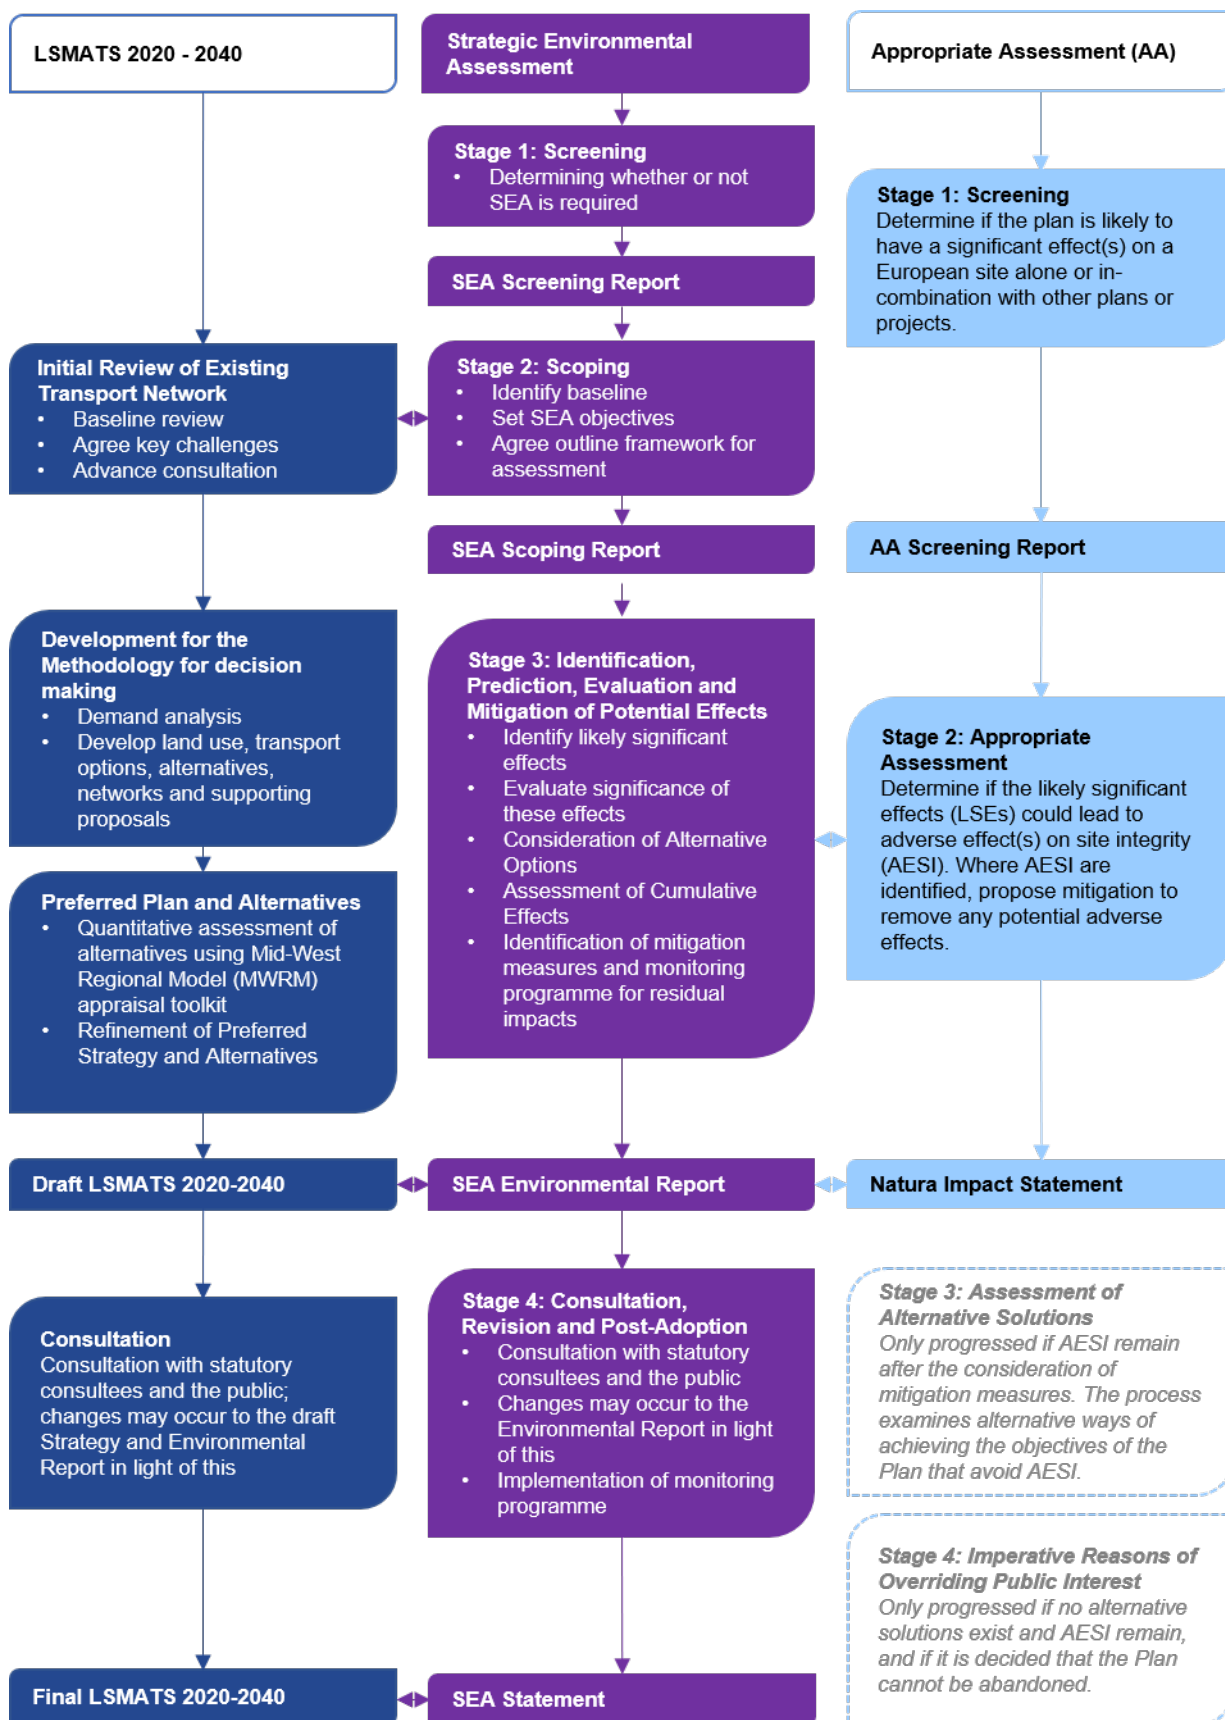 LSMATS 2020 - 2040
Strategic Environmental
Assessment
Appropriate Assessment (AA)
Stage 1: Screening
• Determining whether or not
SEA is required
Stage 1: Screening
Determine if the plan is likely to
have a significant effect(s) on a
European site alone or in-
combination with other plans or
projects.
SEA Screening Report
Initial Review of Existing
Transport Network
• Baseline review
• Agree key challenges
• Advance consultation
Stage 2: Scoping
• Identify baseline
• Set SEA objectives
• Agree outline framework for
assessment
SEA Scoping Report
AA Screening Report
Development for the
Methodology for decision
making
• Demand analysis
• Develop land use, transport
options, alternatives,
networks and supporting
proposals
Stage 3: Identification,
Prediction, Evaluation and
Mitigation of Potential Effects
• Identify likely significant
effects
• Evaluate significance of
these effects
• Consideration of Alternative
Options
• Assessment of Cumulative
Effects
• Identification of mitigation
measures and monitoring
programme for residual
impacts
Stage 2: Appropriate
Assessment
Determine if the likely significant
effects (LSEs) could lead to
adverse effect(s) on site integrity
(AESI). Where AESI are
identified, propose mitigation to
remove any potential adverse
effects.
Preferred Plan and Alternatives
• Quantitative assessment of
alternatives using Mid-West
Regional Model (MWRM)
appraisal toolkit
• Refinement of Preferred
Strategy and Alternatives
Draft LSMATS 2020-2040
SEA Environmental Report
Natura Impact Statement
Consultation
Consultation with statutory
consultees and the public;
changes may occur to the draft
Strategy and Environmental
Report in light of this
Stage 4: Consultation,
Revision and Post-Adoption
• Consultation with statutory
consultees and the public
• Changes may occur to the
Environmental Report in light
of this
• Implementation of monitoring
programme
Stage 3: Assessment of
Alternative Solutions
Only progressed if AESI remain
after the consideration of
mitigation measures. The process
examines alternative ways of
achieving the objectives of the
Plan that avoid AESI.
Stage 4: Imperative Reasons of
Overriding Public Interest
Only progressed if no alternative
solutions exist and AESI remain,
and if it is decided that the Plan
cannot be abandoned.
Final LSMATS 2020-2040
SEA Statement